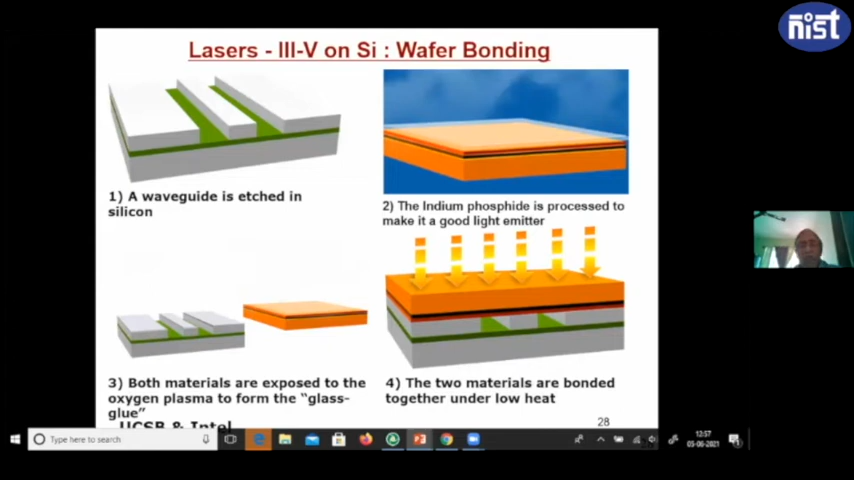 nist
Lasers - III-V on Si : Wafer Bonding
1) A waveguide is etched in
silicon
2) The Indium phosphide is processed to
make it a good light emitter
3) Both materials are exposed to the
oxygen plasma to form the “glass-
glue”
4) The two materials are bonded
together under low heat
UCSB & Intel
28
Type here to search
12:57
05-06-2021